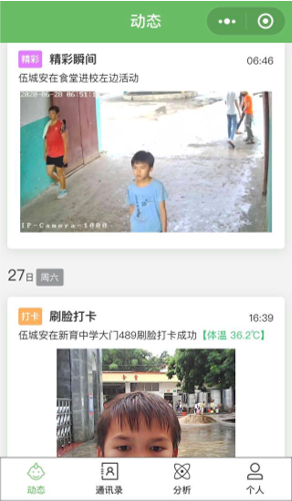 动态
精彩 精彩瞬间 06:46
伍城安在食堂进校左边活动
2020-06-28 06:51:1
IP-Camera-1000
27日 周六
打卡 刷脸打卡 16:39
伍城安在新育中学大门489刷脸打卡成功【体温 36.2℃】
动态 通讯录 分析 个人